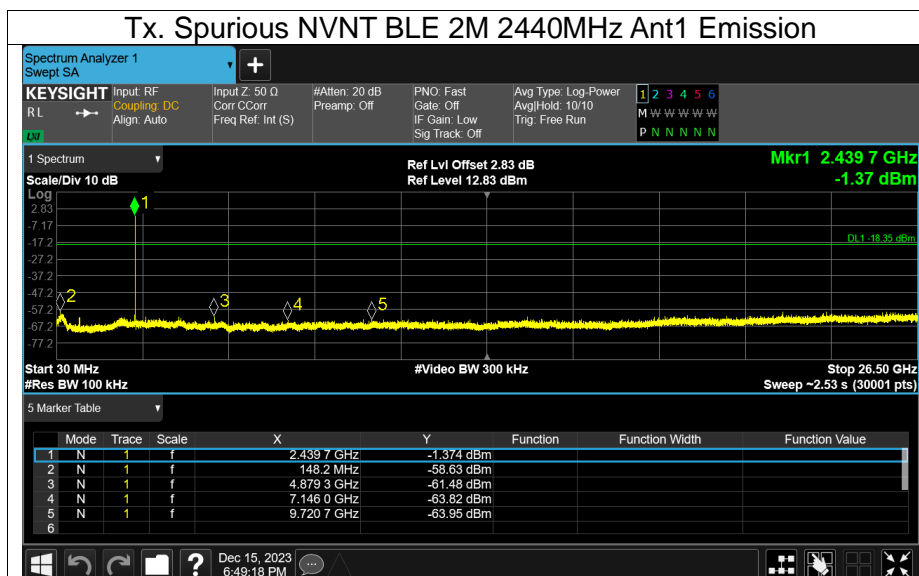 Tx. Spurious NVNT BLE 2M 2440MHz Ant1 Emission
Spectrum Analyzer 1
Swept SA
KEYSIGHT
R L
LXI
Input: RF
Coupling: DC
Align: Auto
Input Z: 50 Ω
Corr CCorr
Freq Ref: Int (S)
#Atten: 20 dB
Preamp: Off
PNO: Fast
Gate: Off
IF Gain: Low
Sig Track: Off
Avg Type: Log-Power
Avg|Hold: 10/10
Trig: Free Run
1 2 3 4 5 6
M W W W W W
P N N N N N
1 Spectrum
Scale/Div 10 dB
Ref Lvl Offset 2.83 dB
Ref Level 12.83 dBm
Mkr1 2.439 7 GHz
-1.37 dBm
Log
2.83
-7.17
-17.2
-27.2
-37.2
-47.2
-57.2
-67.2
-77.2
1
2
3
4
5
DL1 -18.35 dBm
Start 30 MHz
#Video BW 300 kHz
Stop 26.50 GHz
#Res BW 100 kHz
Sweep ~2.53 s (30001 pts)
5 Marker Table
Mode Trace Scale X Y Function Function Width Function Value
1 N 1 f 2.439 7 GHz -1.374 dBm
2 N 1 f 148.2 MHz -58.63 dBm
3 N 1 f 4.879 3 GHz -61.48 dBm
4 N 1 f 7.146 0 GHz -63.82 dBm
5 N 1 f 9.720 7 GHz -63.95 dBm
6
?
Dec 15, 2023
6:49:18 PM